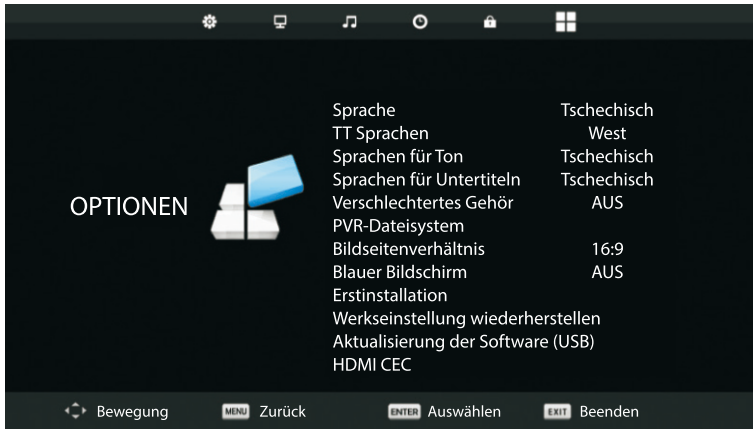 OPTIONEN
Sprache Tschechisch
TT Sprachen West
Sprachen für Ton Tschechisch
Sprachen für Untertiteln Tschechisch
Verschlechtertes Gehör AUS
PVR-Dateisystem
Bildseitenverhältnis 16:9
Blauer Bildschirm AUS
Erstinstallation
Werkseinstellung wiederherstellen
Aktualisierung der Software (USB)
HDMI CEC
Bewegung MENU Zurück ENTER Auswählen EXIT Beenden